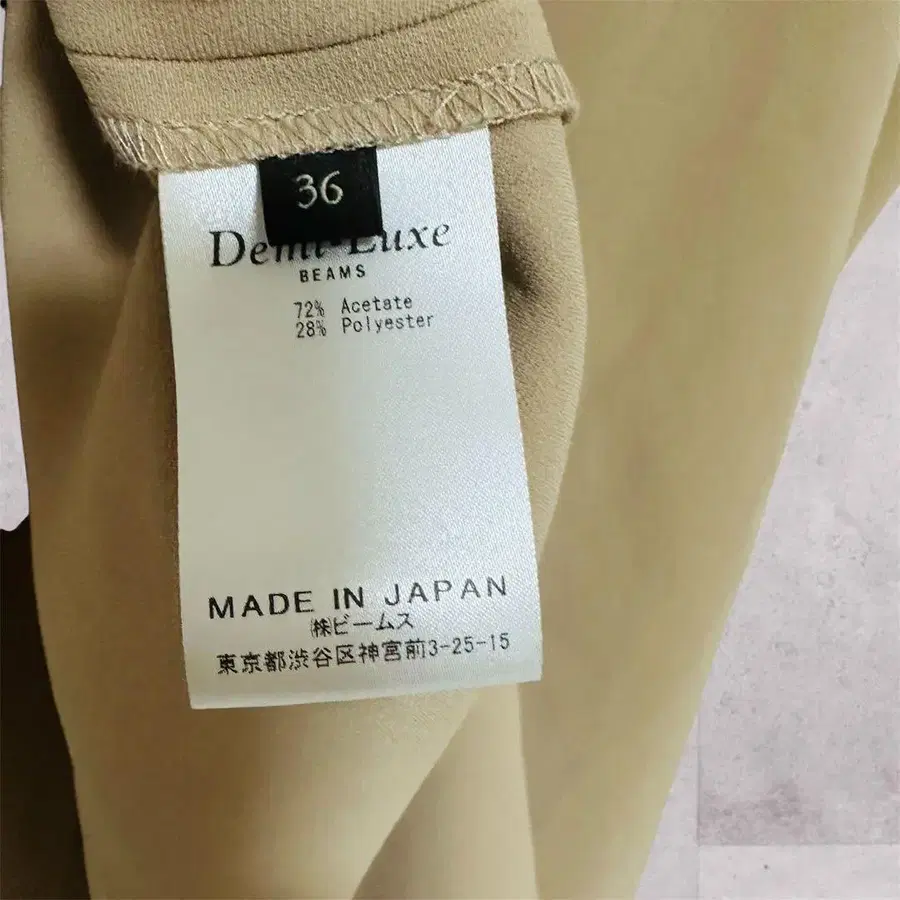 36
Demi-Luxe
BEAMS
72% Acetate
28% Polyester
MADE IN JAPAN
㈱ビームス
東京都渋谷区神宮前3-25-15